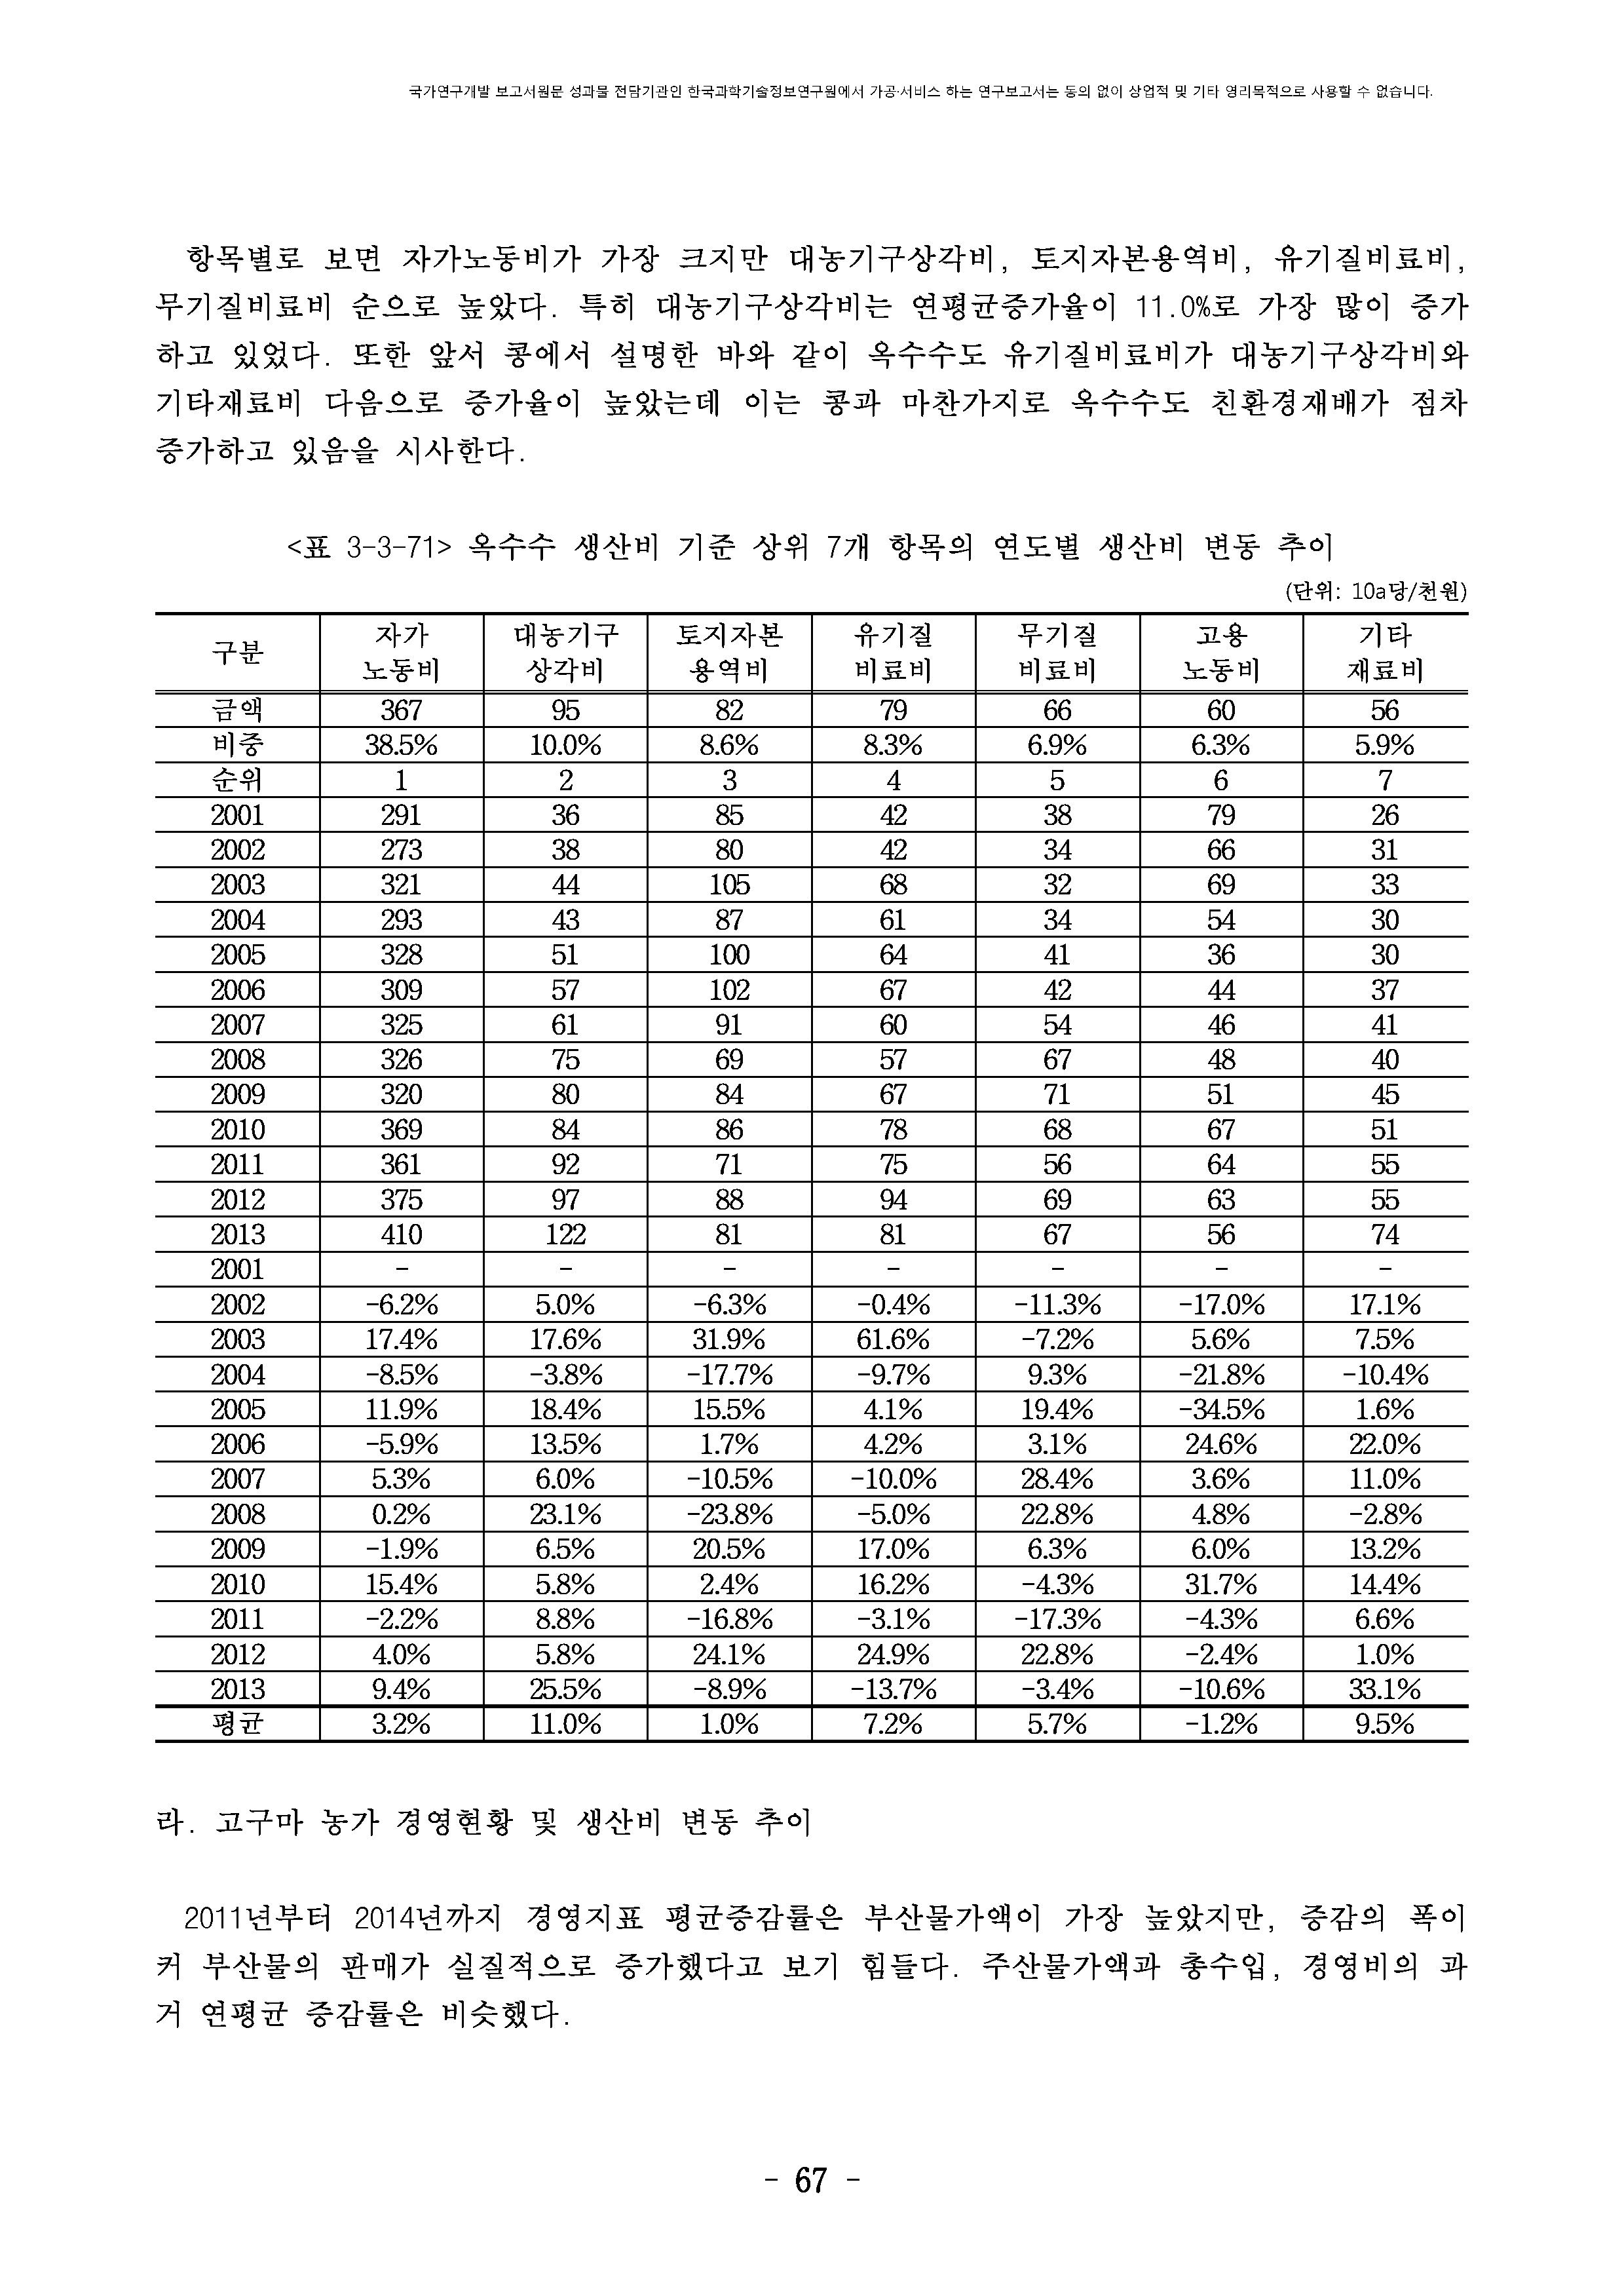 국가연구개발 보고서원문 성과물 전담기관인 한국과학기술정보연구원에서 가공·서비스 하는 연구보고서는 동의 없이 상업적 및 기타 영리목적으로 사용할 수 없습니다.
항목별로 보면 자가노동비가 가장 크지만 대농기구상각비, 토지자본용역비, 유기질비료비,
무기질비료비 순으로 높았다. 특히 대농기구상각비는 연평균증가율이 11.0%로 가장 많이 증가
하고 있었다. 또한 앞서 콩에서 설명한 바와 같이 옥수수도 유기질비료비가 대농기구상각비와
기타재료비 다음으로 증가율이 높았는데 이는 콩과 마찬가지로 옥수수도 친환경재배가 점차
증가하고 있음을 시사한다.
<표 3-3-71> 옥수수 생산비 기준 상위 7개 항목의 연도별 생산비 변동 추이
(단위: 10a당/천원)
구분 자가 노동비 대농기구 상각비 토지자본 용역비 유기질 비료비 무기질 비료비 고용 노동비 기타 재료비
금액 367 95 82 79 66 60 56
비중 38.5% 10.0% 8.6% 8.3% 6.9% 6.3% 5.9%
순위 1 2 3 4 5 6 7
2001 291 36 85 42 38 79 26
2002 273 38 80 42 34 66 31
2003 321 44 105 68 32 69 33
2004 293 43 87 61 34 54 30
2005 328 51 100 64 41 36 30
2006 309 57 102 67 42 44 37
2007 325 61 91 60 54 46 41
2008 326 75 69 57 67 48 40
2009 320 80 84 67 71 51 45
2010 369 84 86 78 68 67 51
2011 361 92 71 75 56 64 55
2012 375 97 88 94 69 63 55
2013 410 122 81 81 67 56 74
2001 - - - - - - -
2002 -6.2% 5.0% -6.3% -0.4% -11.3% -17.0% 17.1%
2003 17.4% 17.6% 31.9% 61.6% -7.2% 5.6% 7.5%
2004 -8.5% -3.8% -17.7% -9.7% 9.3% -21.8% -10.4%
2005 11.9% 18.4% 15.5% 4.1% 19.4% -34.5% 1.6%
2006 -5.9% 13.5% 1.7% 4.2% 3.1% 24.6% 22.0%
2007 5.3% 6.0% -10.5% -10.0% 28.4% 3.6% 11.0%
2008 0.2% 23.1% -23.8% -5.0% 22.8% 4.8% -2.8%
2009 -1.9% 6.5% 20.5% 17.0% 6.3% 6.0% 13.2%
2010 15.4% 5.8% 2.4% 16.2% -4.3% 31.7% 14.4%
2011 -2.2% 8.8% -16.8% -3.1% -17.3% -4.3% 6.6%
2012 4.0% 5.8% 24.1% 24.9% 22.8% -2.4% 1.0%
2013 9.4% 25.5% -8.9% -13.7% -3.4% -10.6% 33.1%
평균 3.2% 11.0% 1.0% 7.2% 5.7% -1.2% 9.5%
라. 고구마 농가 경영현황 및 생산비 변동 추이
2011년부터 2014년까지 경영지표 평균증감률은 부산물가액이 가장 높았지만, 증감의 폭이
커 부산물의 판매가 실질적으로 증가했다고 보기 힘들다. 주산물가액과 총수입, 경영비의 과
거 연평균 증감률은 비슷했다.
- 67 -